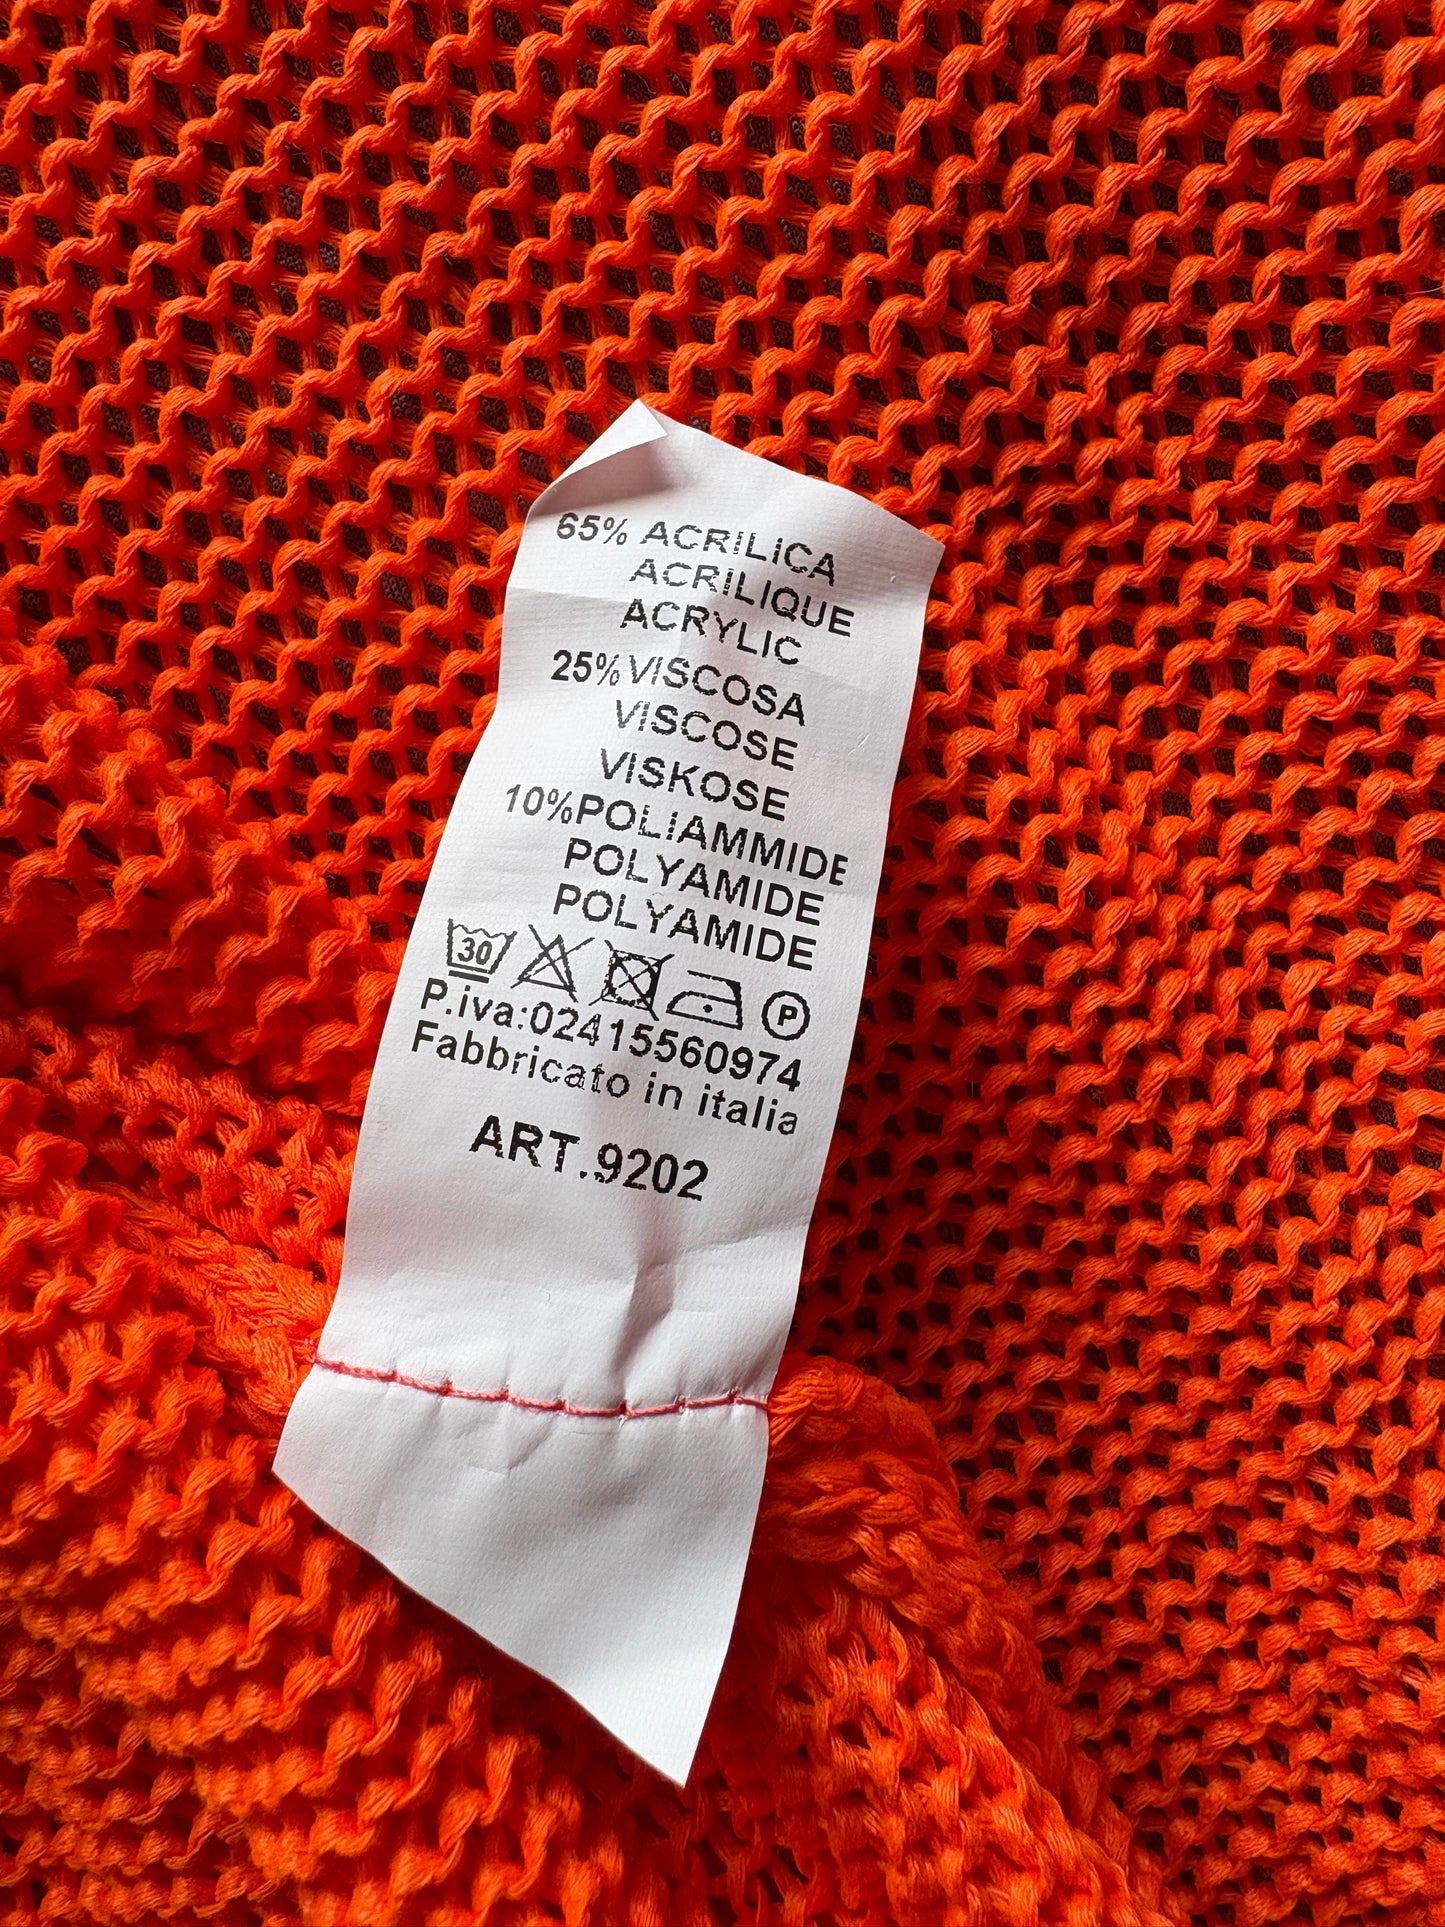 65% ACRILICA
ACRILIQUE
ACRYLIC
25%VISCOSA
VISCOSE
VISKOSE
10%POLIAMMIDE
POLYAMIDE
POLYAMIDE
30 P
P.iva:02415560974
Fabbricato in italia
ART.9202